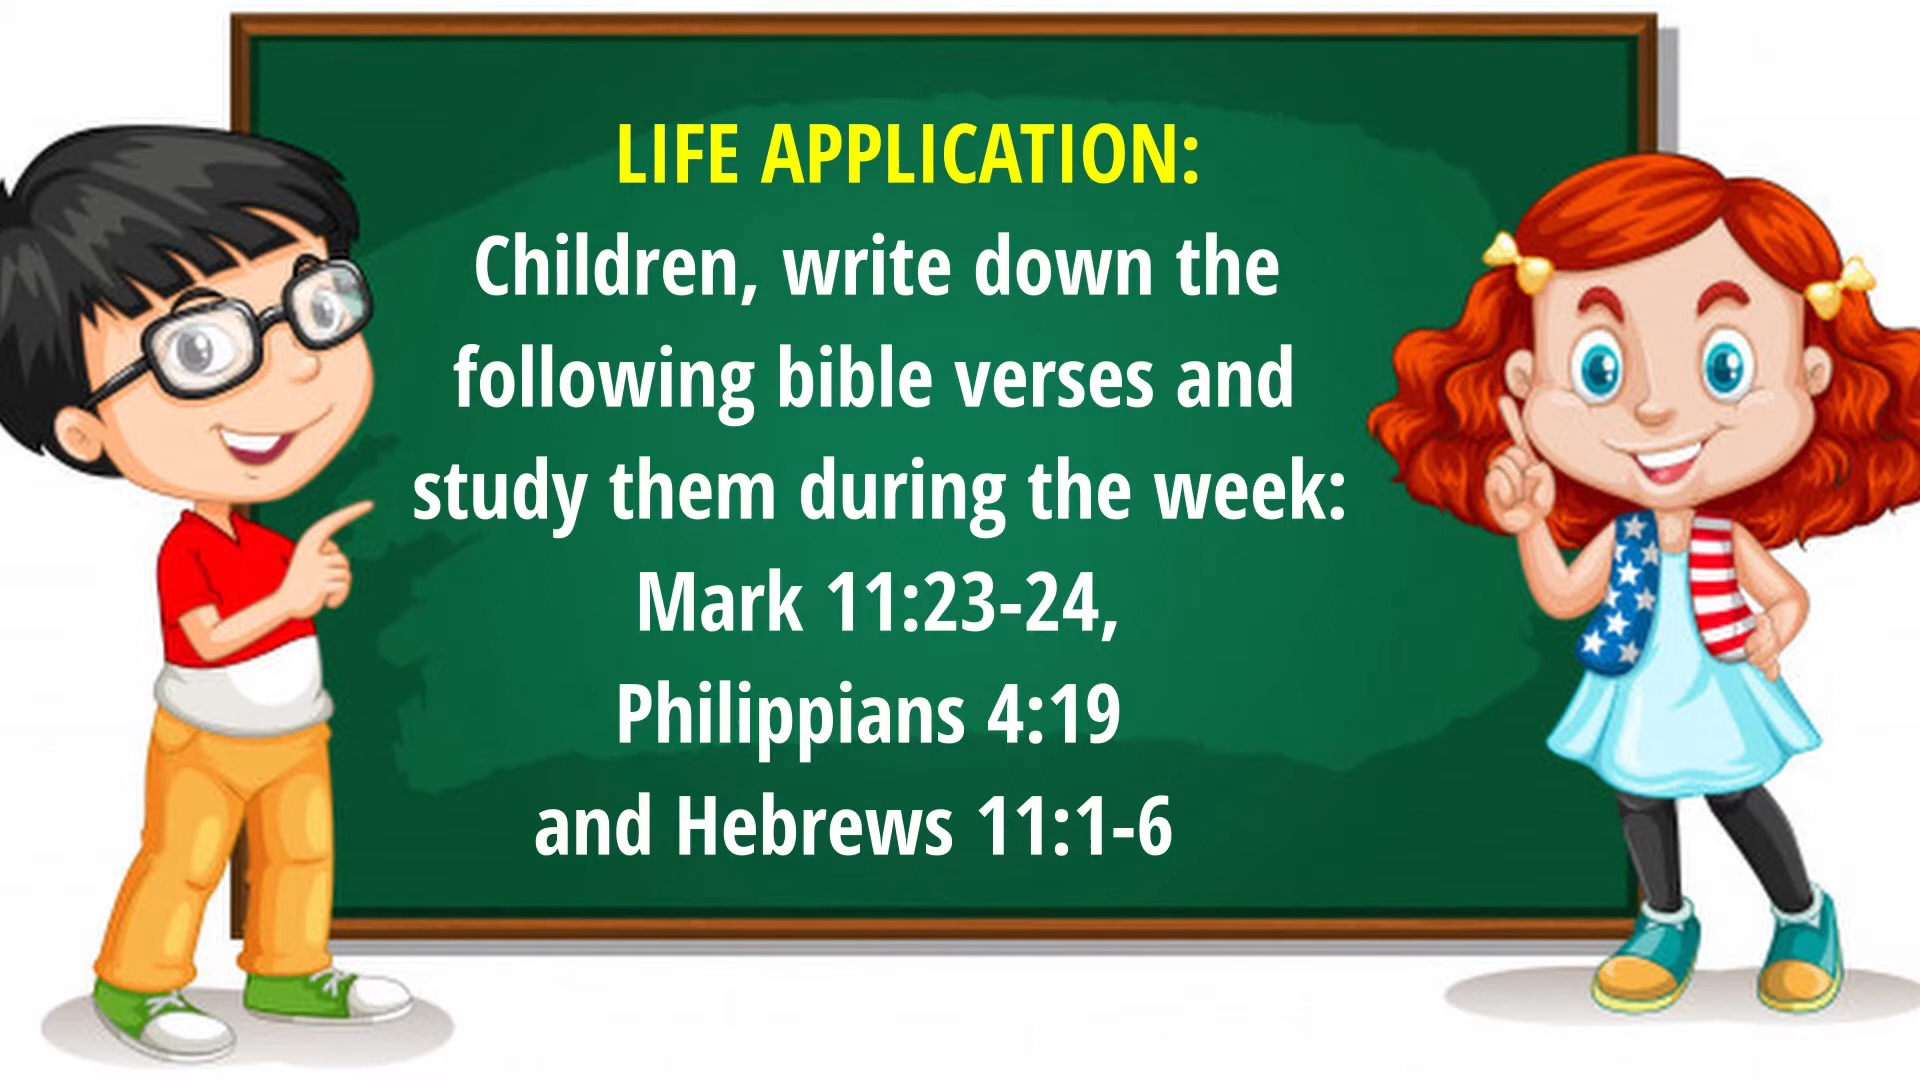 LIFE APPLICATION:
Children, write down the
following bible verses and
study them during the week:
Mark 11:23-24,
Philippians 4:19
and Hebrews 11:1-6